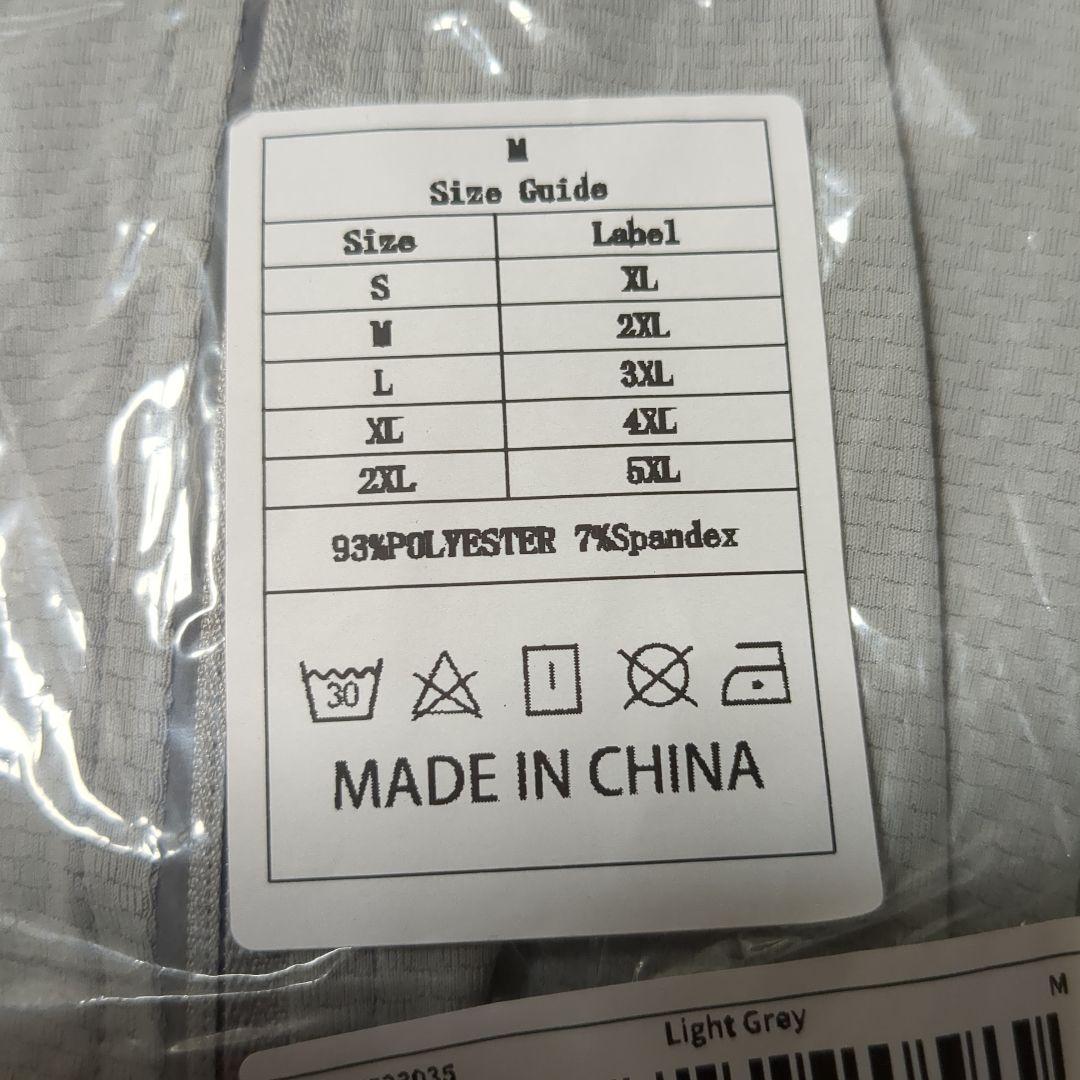 M
Size Guide
Size Label
S XL
M 2XL
L 3XL
XL 4XL
2XL 5XL
93%POLYESTER 7%Spandex
30
MADE IN CHINA
M
Light Grey